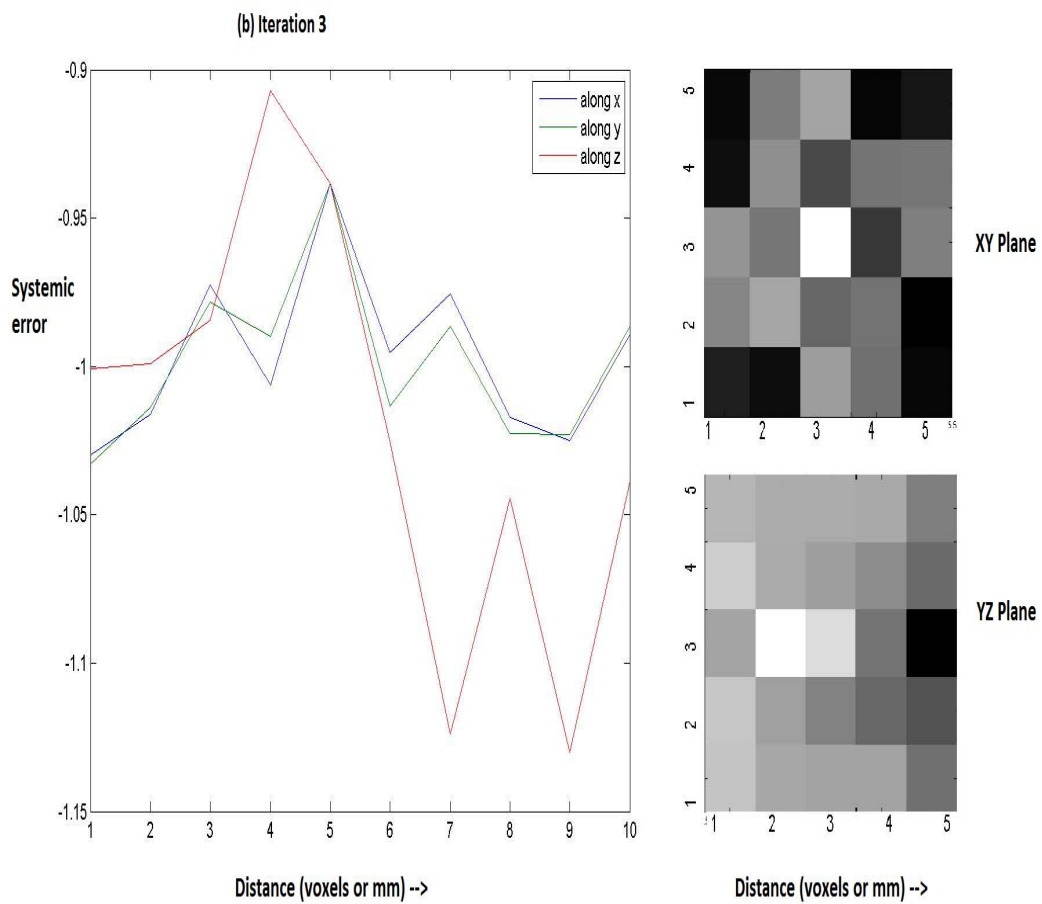 (b) Iteration 3
-0.9
-0.95
-1
-1.05
-1.1
-1.15
Systemic
error
along x
along y
along z
1 2 3 4 5 6 7 8 9 10
Distance (voxels or mm) -->
5
4
3
2
1
1 2 3 4 5 5.5
XY Plane
5
4
3
2
1
1 2 3 4 5
YZ Plane
Distance (voxels or mm) -->